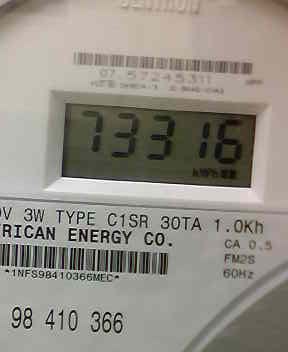 07 57245311
73316
kWh
0V 3W TYPE C1SR 30TA 1.0Kh
RICAN ENERGY CO.
CA 0.5
FM2S
60Hz
*1NFS98410366MEC*
98 410 366